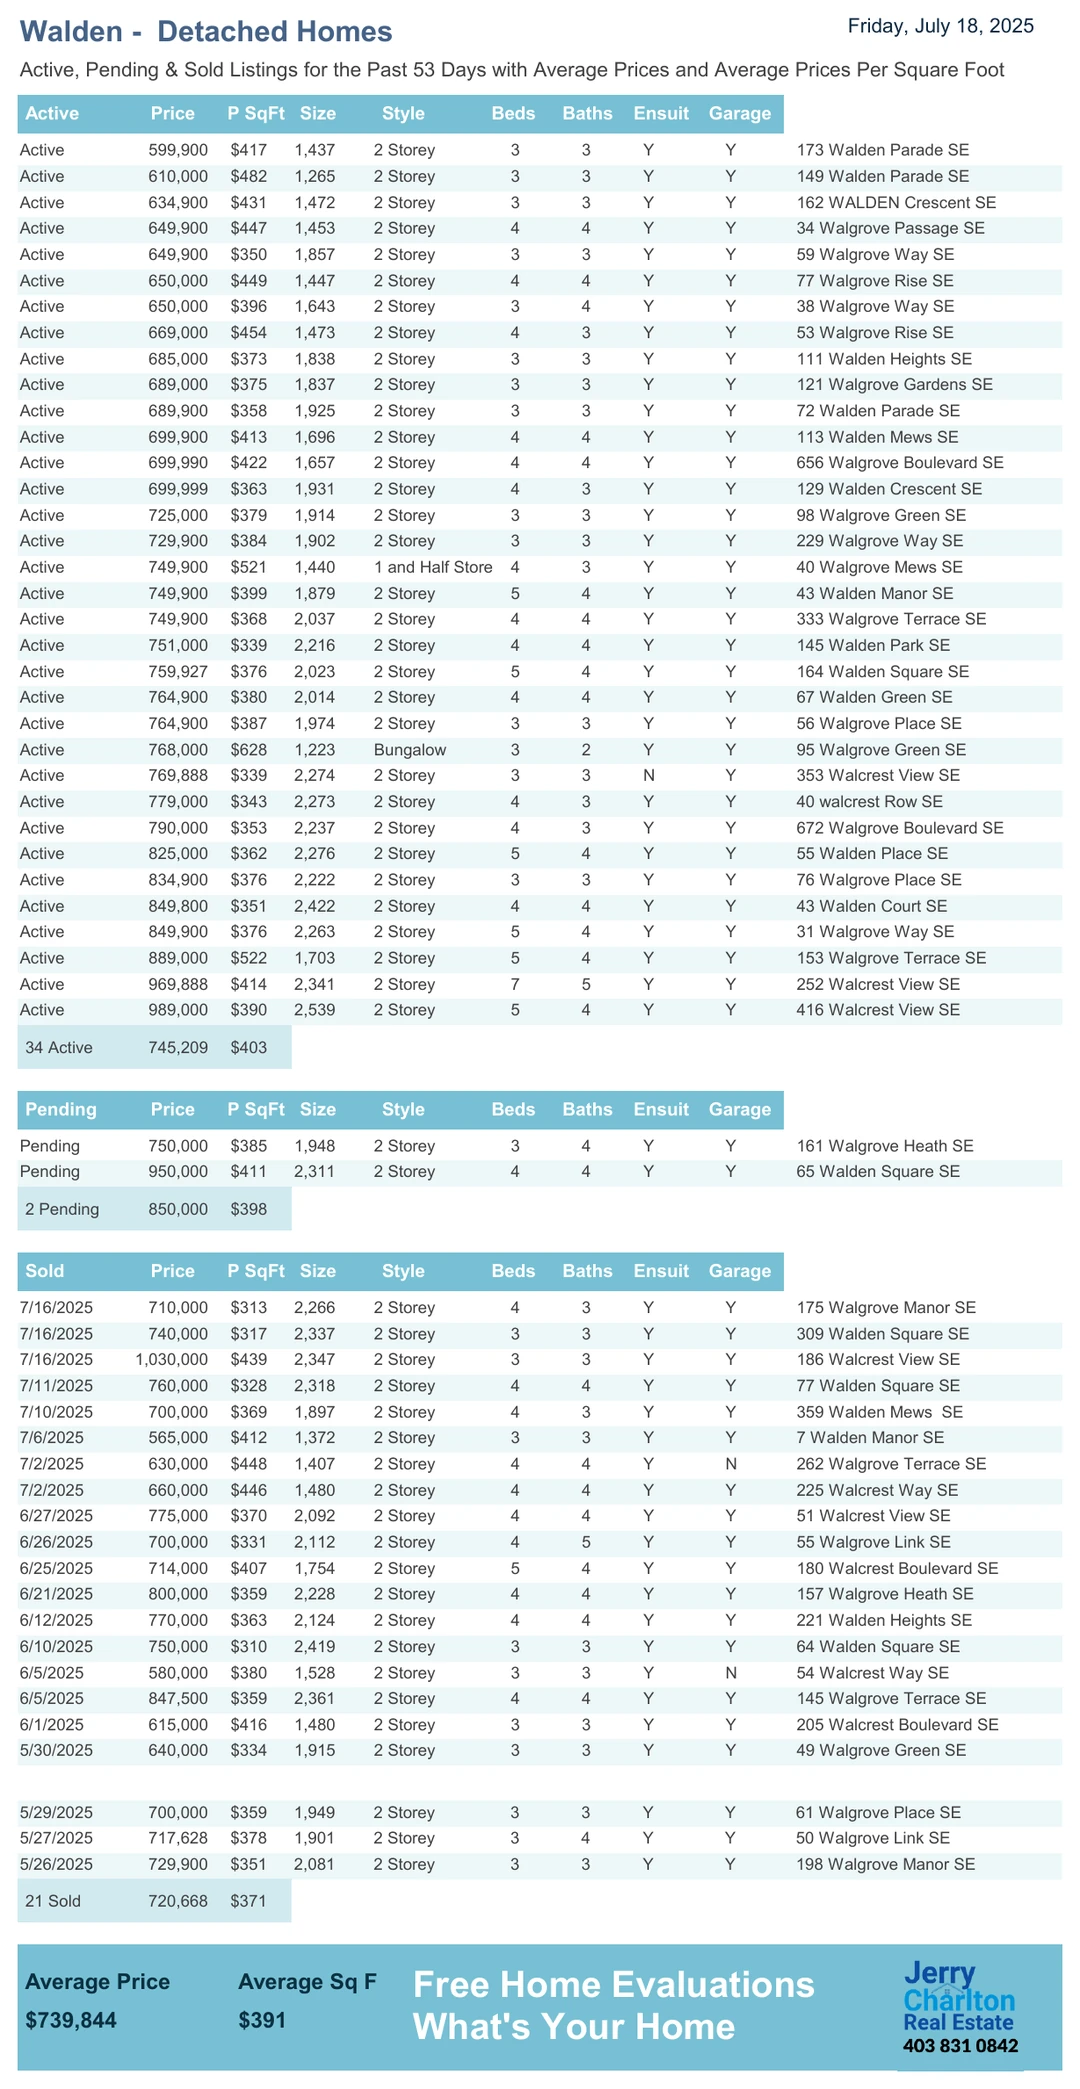 Walden -  Detached Homes
Friday, July 18, 2025
Active, Pending & Sold Listings for the Past 53 Days with Average Prices and Average Prices Per Square Foot
Active Price P SqFt Size Style Beds Baths Ensuit Garage
Active 599,900 $417 1,437 2 Storey 3 3 Y Y 173 Walden Parade SE
Active 610,000 $482 1,265 2 Storey 3 3 Y Y 149 Walden Parade SE
Active 634,900 $431 1,472 2 Storey 3 3 Y Y 162 WALDEN Crescent SE
Active 649,900 $447 1,453 2 Storey 4 4 Y Y 34 Walgrove Passage SE
Active 649,900 $350 1,857 2 Storey 3 3 Y Y 59 Walgrove Way SE
Active 650,000 $449 1,447 2 Storey 4 4 Y Y 77 Walgrove Rise SE
Active 650,000 $396 1,643 2 Storey 3 4 Y Y 38 Walgrove Way SE
Active 669,000 $454 1,473 2 Storey 4 3 Y Y 53 Walgrove Rise SE
Active 685,000 $373 1,838 2 Storey 3 3 Y Y 111 Walden Heights SE
Active 689,000 $375 1,837 2 Storey 3 3 Y Y 121 Walgrove Gardens SE
Active 689,900 $358 1,925 2 Storey 3 3 Y Y 72 Walden Parade SE
Active 699,900 $413 1,696 2 Storey 4 4 Y Y 113 Walden Mews SE
Active 699,990 $422 1,657 2 Storey 4 4 Y Y 656 Walgrove Boulevard SE
Active 699,999 $363 1,931 2 Storey 4 3 Y Y 129 Walden Crescent SE
Active 725,000 $379 1,914 2 Storey 3 3 Y Y 98 Walgrove Green SE
Active 729,900 $384 1,902 2 Storey 3 3 Y Y 229 Walgrove Way SE
Active 749,900 $521 1,440 1 and Half Store 4 3 Y Y 40 Walgrove Mews SE
Active 749,900 $399 1,879 2 Storey 5 4 Y Y 43 Walden Manor SE
Active 749,900 $368 2,037 2 Storey 4 4 Y Y 333 Walgrove Terrace SE
Active 751,000 $339 2,216 2 Storey 4 4 Y Y 145 Walden Park SE
Active 759,927 $376 2,023 2 Storey 5 4 Y Y 164 Walden Square SE
Active 764,900 $380 2,014 2 Storey 4 4 Y Y 67 Walden Green SE
Active 764,900 $387 1,974 2 Storey 3 3 Y Y 56 Walgrove Place SE
Active 768,000 $628 1,223 Bungalow 3 2 Y Y 95 Walgrove Green SE
Active 769,888 $339 2,274 2 Storey 3 3 N Y 353 Walcrest View SE
Active 779,000 $343 2,273 2 Storey 4 3 Y Y 40 walcrest Row SE
Active 790,000 $353 2,237 2 Storey 4 3 Y Y 672 Walgrove Boulevard SE
Active 825,000 $362 2,276 2 Storey 5 4 Y Y 55 Walden Place SE
Active 834,900 $376 2,222 2 Storey 3 3 Y Y 76 Walgrove Place SE
Active 849,800 $351 2,422 2 Storey 4 4 Y Y 43 Walden Court SE
Active 849,900 $376 2,263 2 Storey 5 4 Y Y 31 Walgrove Way SE
Active 889,000 $522 1,703 2 Storey 5 4 Y Y 153 Walgrove Terrace SE
Active 969,888 $414 2,341 2 Storey 7 5 Y Y 252 Walcrest View SE
Active 989,000 $390 2,539 2 Storey 5 4 Y Y 416 Walcrest View SE
34 Active 745,209 $403
Pending Price P SqFt Size Style Beds Baths Ensuit Garage
Pending 750,000 $385 1,948 2 Storey 3 4 Y Y 161 Walgrove Heath SE
Pending 950,000 $411 2,311 2 Storey 4 4 Y Y 65 Walden Square SE
2 Pending 850,000 $398
Sold Price P SqFt Size Style Beds Baths Ensuit Garage
7/16/2025 710,000 $313 2,266 2 Storey 4 3 Y Y 175 Walgrove Manor SE
7/16/2025 740,000 $317 2,337 2 Storey 3 3 Y Y 309 Walden Square SE
7/16/2025 1,030,000 $439 2,347 2 Storey 3 3 Y Y 186 Walcrest View SE
7/11/2025 760,000 $328 2,318 2 Storey 4 4 Y Y 77 Walden Square SE
7/10/2025 700,000 $369 1,897 2 Storey 4 3 Y Y 359 Walden Mews  SE
7/6/2025 565,000 $412 1,372 2 Storey 3 3 Y Y 7 Walden Manor SE
7/2/2025 630,000 $448 1,407 2 Storey 4 4 Y N 262 Walgrove Terrace SE
7/2/2025 660,000 $446 1,480 2 Storey 4 4 Y Y 225 Walcrest Way SE
6/27/2025 775,000 $370 2,092 2 Storey 4 4 Y Y 51 Walcrest View SE
6/26/2025 700,000 $331 2,112 2 Storey 4 5 Y Y 55 Walgrove Link SE
6/25/2025 714,000 $407 1,754 2 Storey 5 4 Y Y 180 Walcrest Boulevard SE
6/21/2025 800,000 $359 2,228 2 Storey 4 4 Y Y 157 Walgrove Heath SE
6/12/2025 770,000 $363 2,124 2 Storey 4 4 Y Y 221 Walden Heights SE
6/10/2025 750,000 $310 2,419 2 Storey 3 3 Y Y 64 Walden Square SE
6/5/2025 580,000 $380 1,528 2 Storey 3 3 Y N 54 Walcrest Way SE
6/5/2025 847,500 $359 2,361 2 Storey 4 4 Y Y 145 Walgrove Terrace SE
6/1/2025 615,000 $416 1,480 2 Storey 3 3 Y Y 205 Walcrest Boulevard SE
5/30/2025 640,000 $334 1,915 2 Storey 3 3 Y Y 49 Walgrove Green SE
5/29/2025 700,000 $359 1,949 2 Storey 3 3 Y Y 61 Walgrove Place SE
5/27/2025 717,628 $378 1,901 2 Storey 3 4 Y Y 50 Walgrove Link SE
5/26/2025 729,900 $351 2,081 2 Storey 3 3 Y Y 198 Walgrove Manor SE
21 Sold 720,668 $371
Average Price Average Sq F
$739,844 $391
Free Home Evaluations
What's Your Home
Jerry
Charlton
Real Estate
403 831 0842